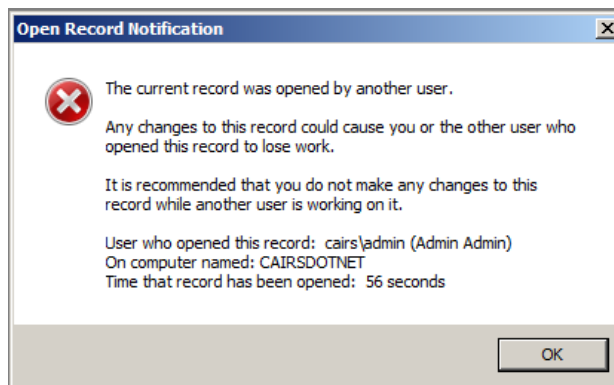 Open Record Notification
The current record was opened by another user.
Any changes to this record could cause you or the other user who
opened this record to lose work.
It is recommended that you do not make any changes to this
record while another user is working on it.
User who opened this record:  cairs\admin (Admin Admin)
On computer named: CAIRSDOTNET
Time that record has been opened:  56 seconds
OK